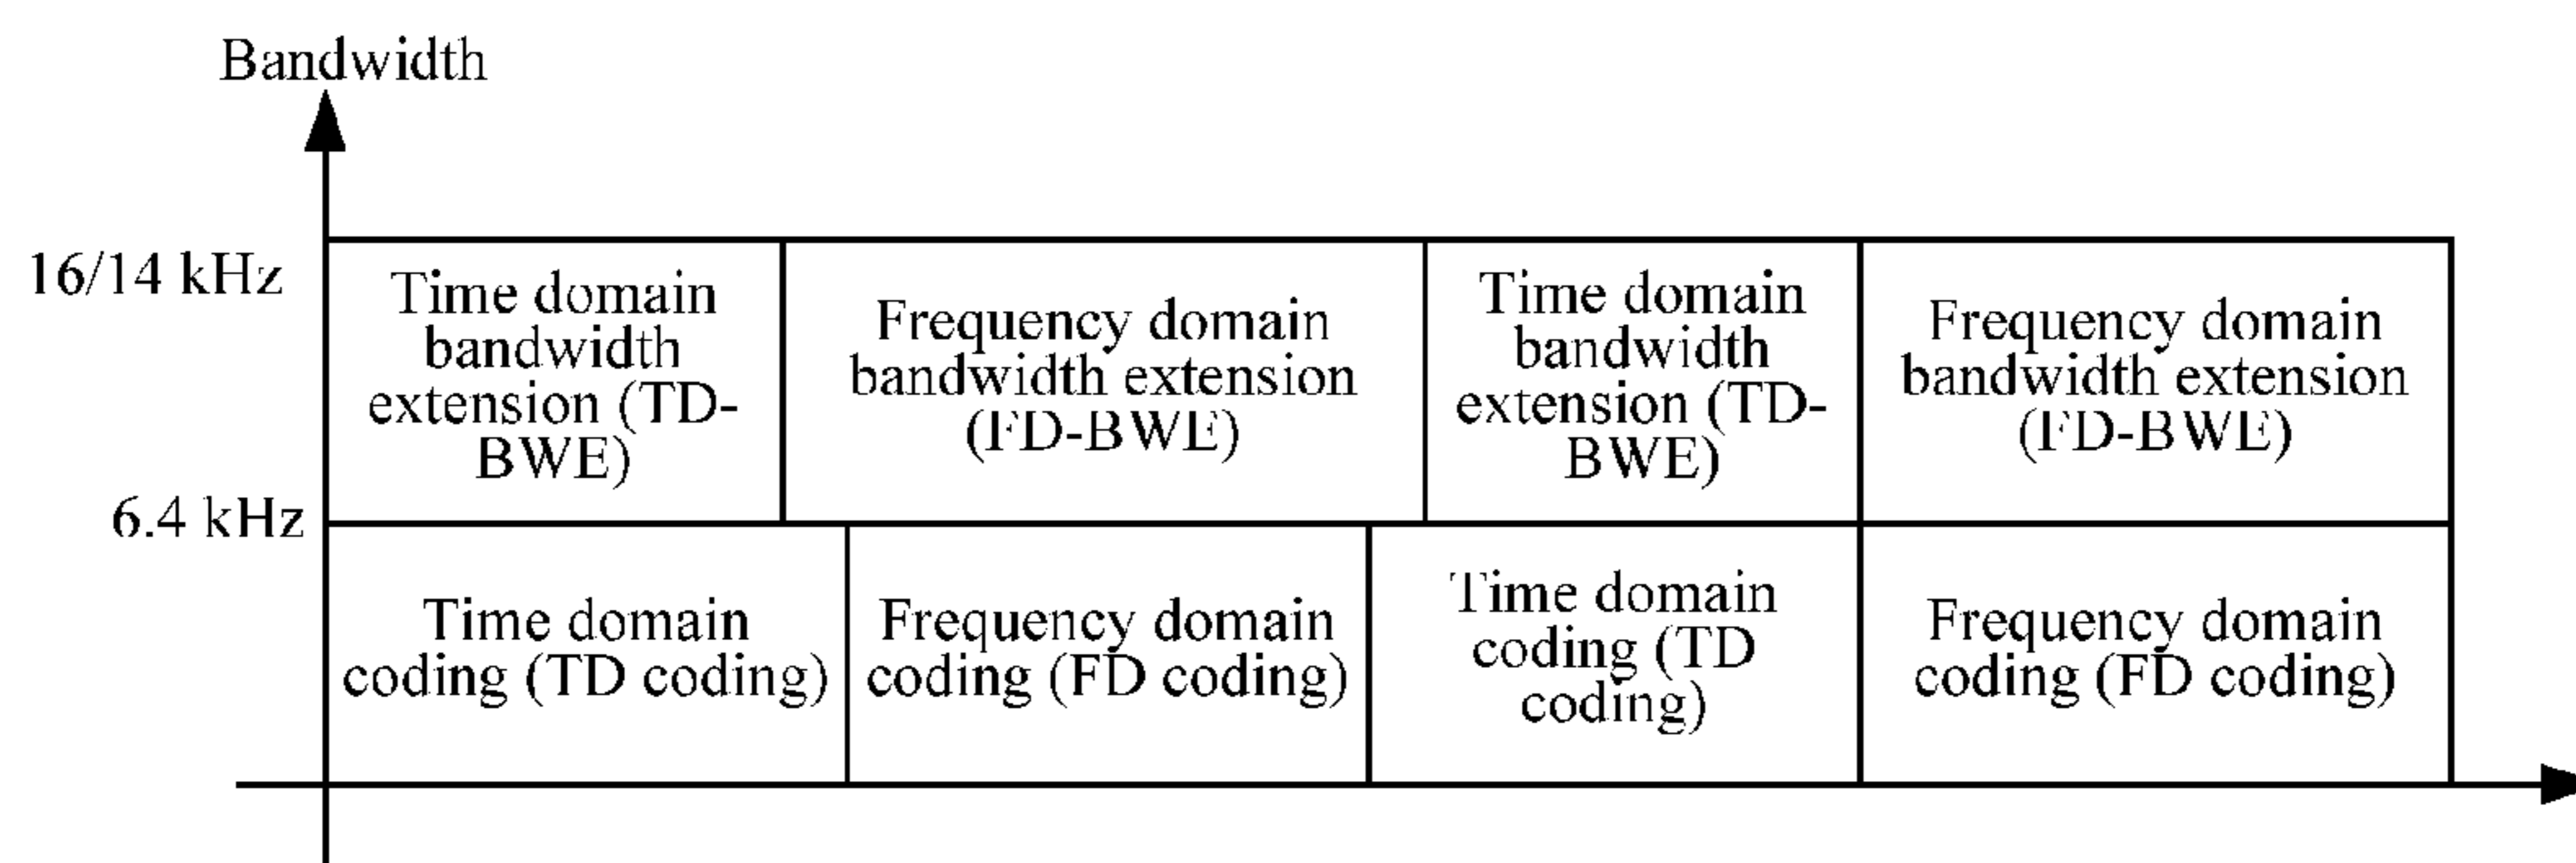 Bandwidth
16/14 kHz
Time domain
bandwidth
extension (TD-
BWE)
Frequency domain
bandwidth extension
(FD-BWE)
Time domain
bandwidth
extension (TD-
BWE)
Frequency domain
bandwidth extension
(FD-BWE)
6.4 kHz
Time domain
coding (TD coding)
Frequency domain
coding (FD coding)
Time domain
coding (TD
coding)
Frequency domain
coding (FD coding)